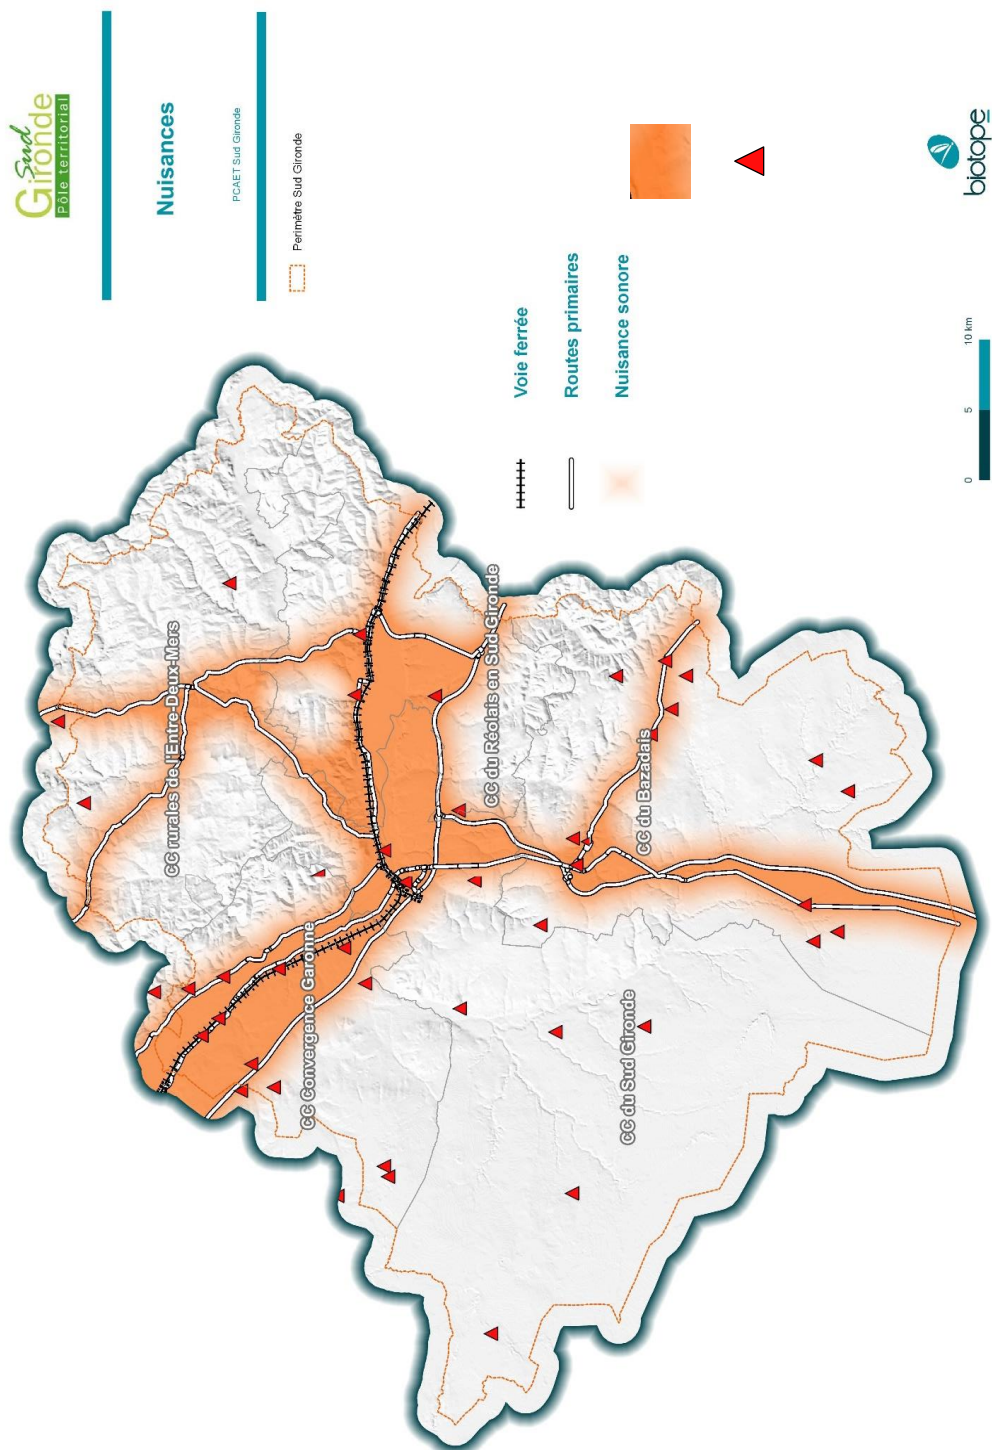 Sud
Gironde
Pôle territorial
Nuisances
PCAET Sud Gironde
Perimètre Sud Gironde
Voie ferrée
Routes primaires
Nuisance sonore
CC rurales de l'Entre-Deux-Mers
CC Convergence Garonne
CC du Réolais en Sud Gironde
CC du Bazadais
CC du Sud Gironde
0 5 10 km
biotope